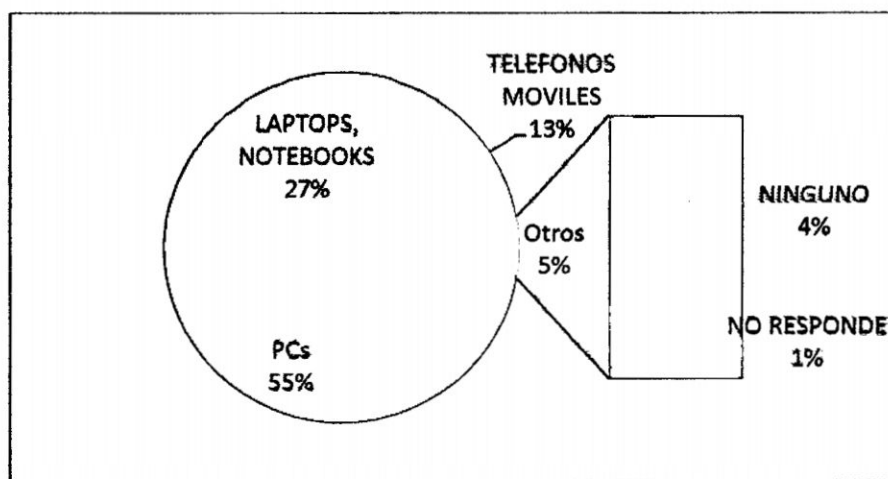 TELEFONOS
MOVILES
13%
LAPTOPS,
NOTEBOOKS
27%
NINGUNO
4%
Otros
5%
NO RESPONDE
1%
PCs
55%